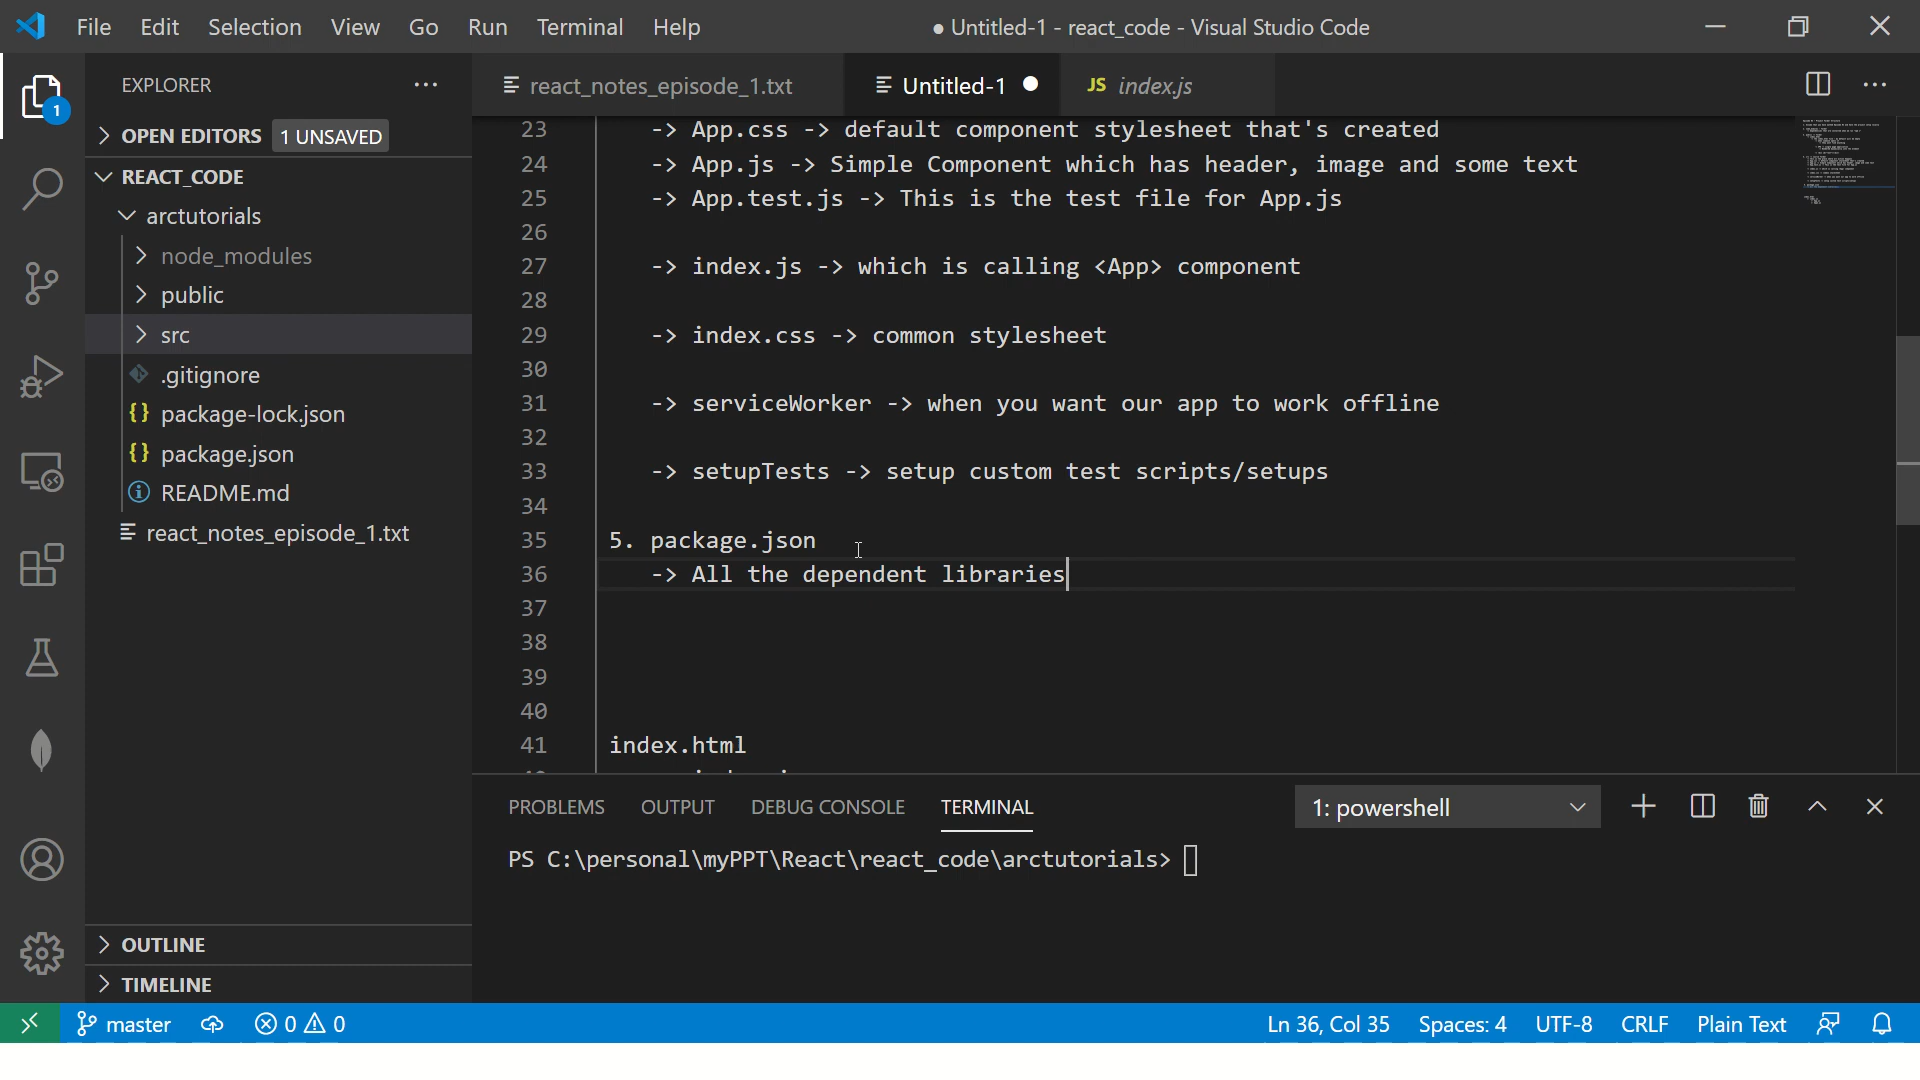 File Edit Selection View Go Run Terminal Help
● Untitled-1 - react_code - Visual Studio Code
EXPLORER
react_notes_episode_1.txt
Untitled-1
JS index.js
1
OPEN EDITORS 1 UNSAVED
REACT_CODE
arctutorials
node_modules
public
src
.gitignore
{} package-lock.json
{} package.json
README.md
react_notes_episode_1.txt
OUTLINE
TIMELINE
23 -> App.css -> default component stylesheet that's created
24 -> App.js -> Simple Component which has header, image and some text
25 -> App.test.js -> This is the test file for App.js
26
27 -> index.js -> which is calling <App> component
28
29 -> index.css -> common stylesheet
30
31 -> serviceWorker -> when you want our app to work offline
32
33 -> setupTests -> setup custom test scripts/setups
34
35 5. package.json
36 -> All the dependent libraries
37
38
39
40
41 index.html
PROBLEMS OUTPUT DEBUG CONSOLE TERMINAL
1: powershell
PS C:\personal\myPPT\React\react_code\arctutorials>
master
0 0
Ln 36, Col 35 Spaces: 4 UTF-8 CRLF Plain Text